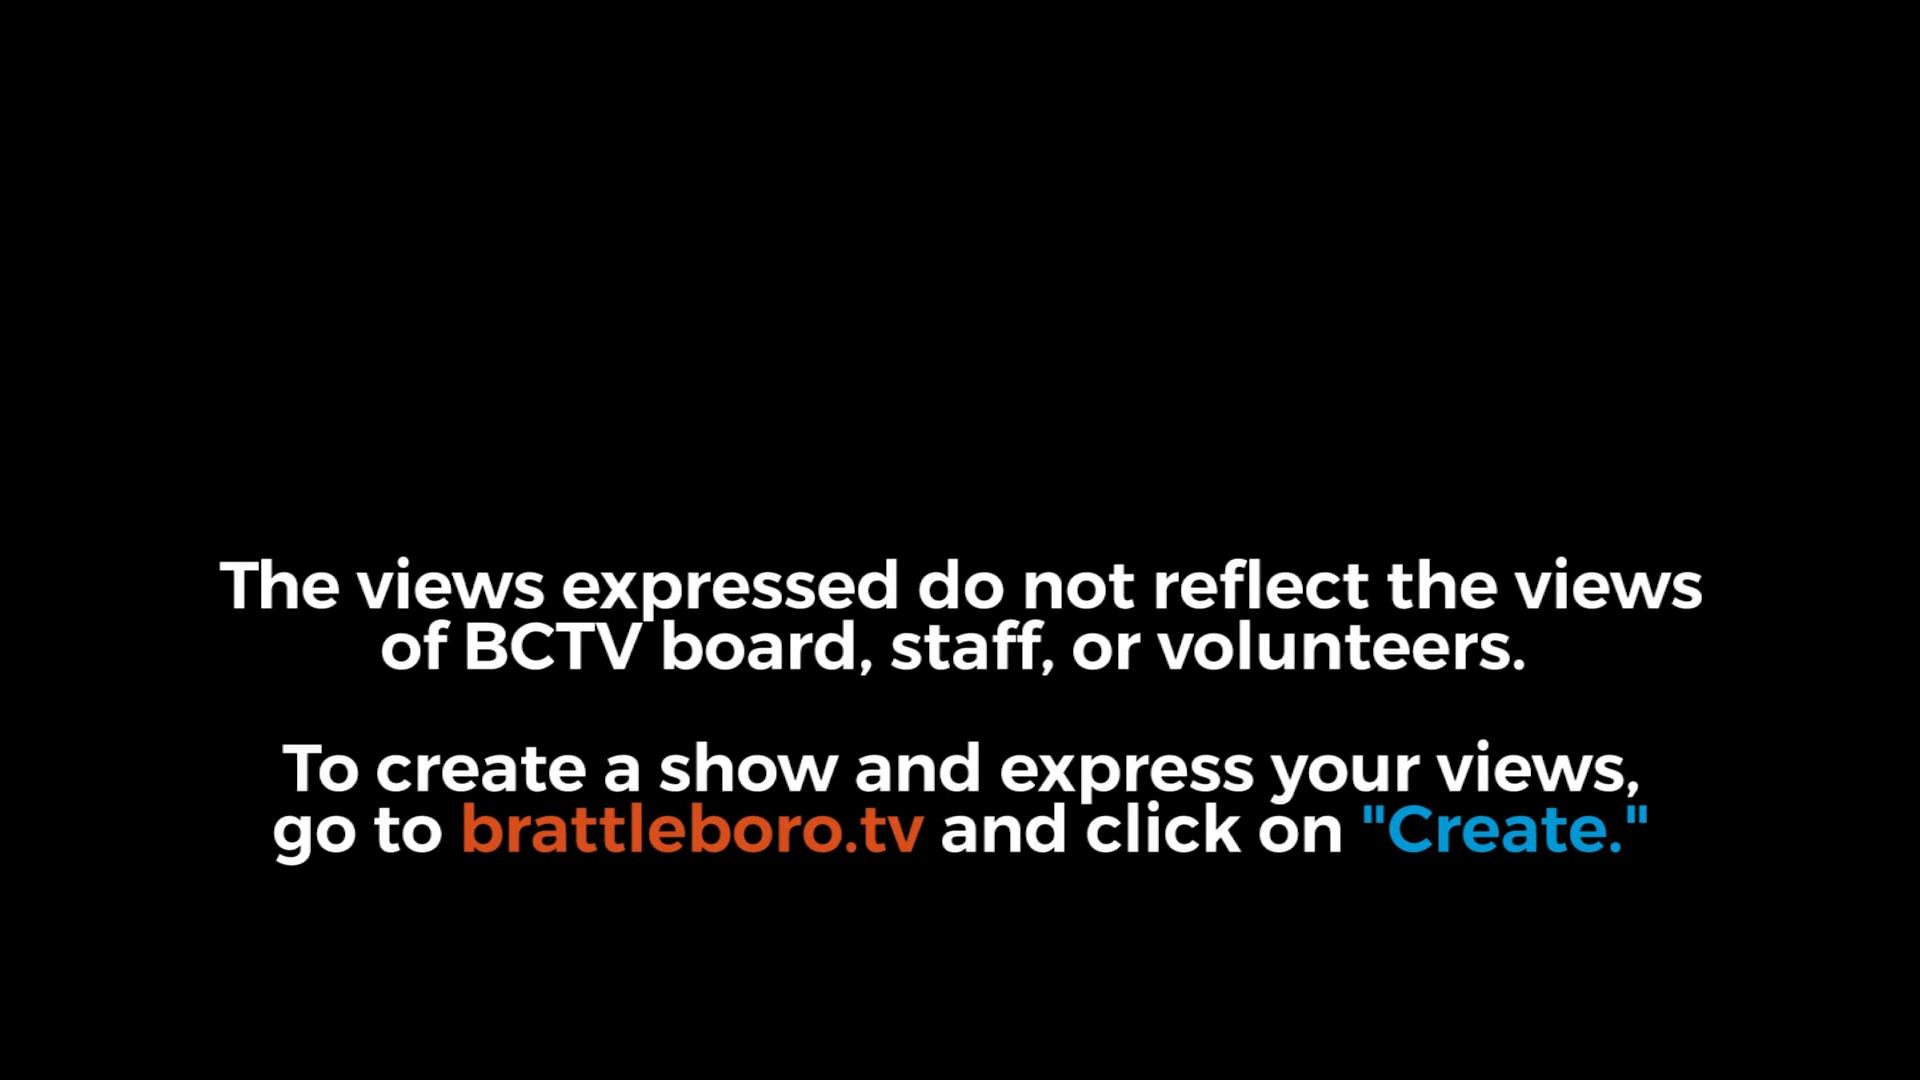 The views expressed do not reflect the views
of BCTV board, staff, or volunteers.
To create a show and express your views,
go to brattleboro.tv and click on "Create."